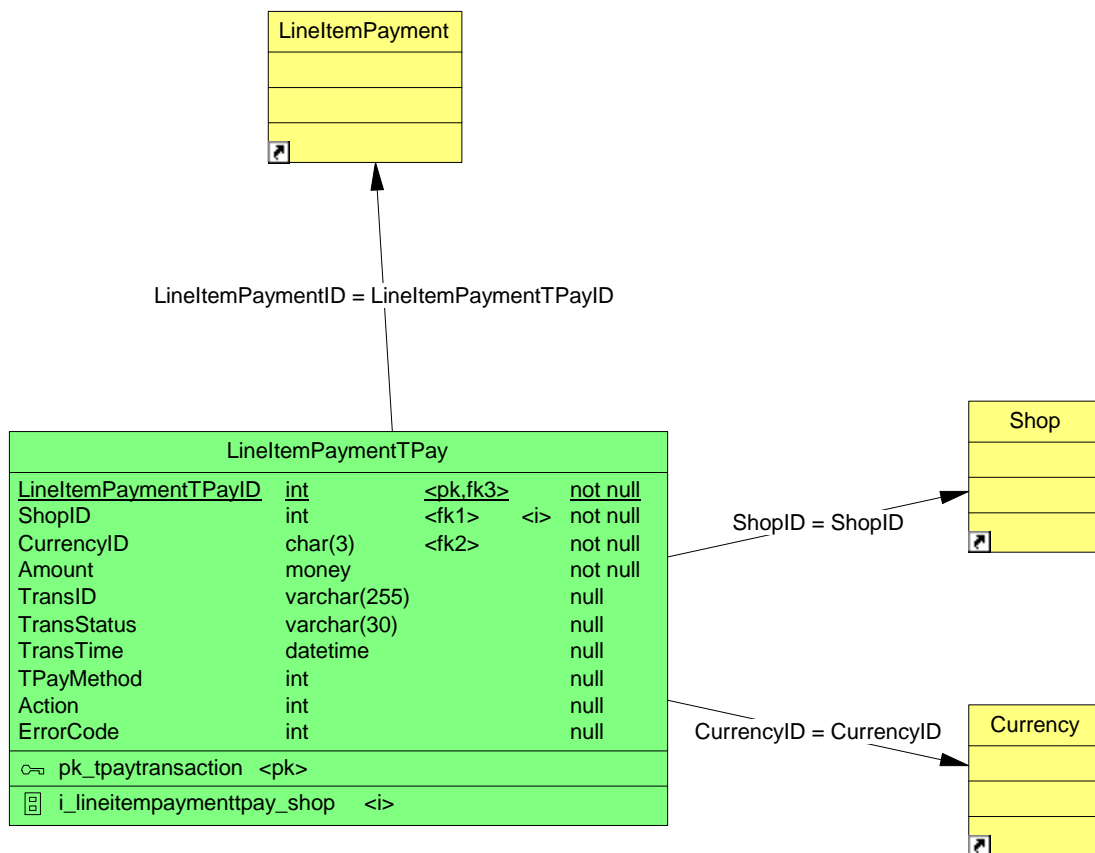 LineItemPayment
LineItemPaymentID = LineItemPaymentTPayID
LineItemPaymentTPay
LineItemPaymentTPayID int <pk,fk3> not null
ShopID int <fk1> <i> not null
CurrencyID char(3) <fk2> not null
Amount money not null
TransID varchar(255) null
TransStatus varchar(30) null
TransTime datetime null
TPayMethod int null
Action int null
ErrorCode int null
pk_tpaytransaction <pk>
i_lineitempaymenttpay_shop <i>
Shop
ShopID = ShopID
Currency
CurrencyID = CurrencyID